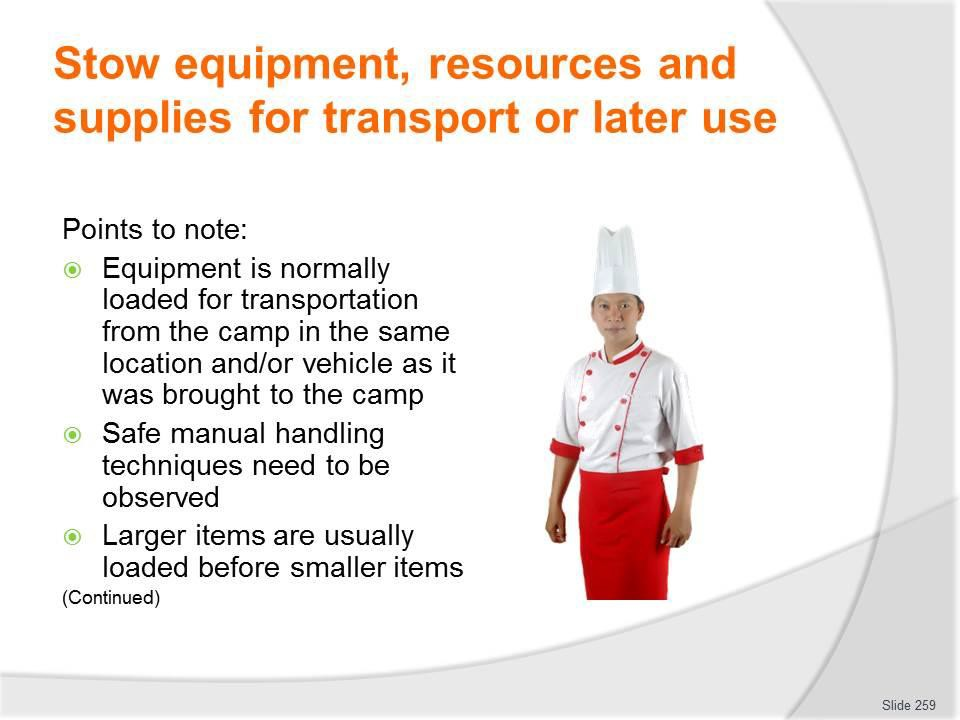 Stow equipment, resources and
supplies for transport or later use
Points to note:
Equipment is normally
loaded for transportation
from the camp in the same
location and/or vehicle as it
was brought to the camp
Safe manual handling
techniques need to be
observed
Larger items are usually
loaded before smaller items
(Continued)
Slide 259